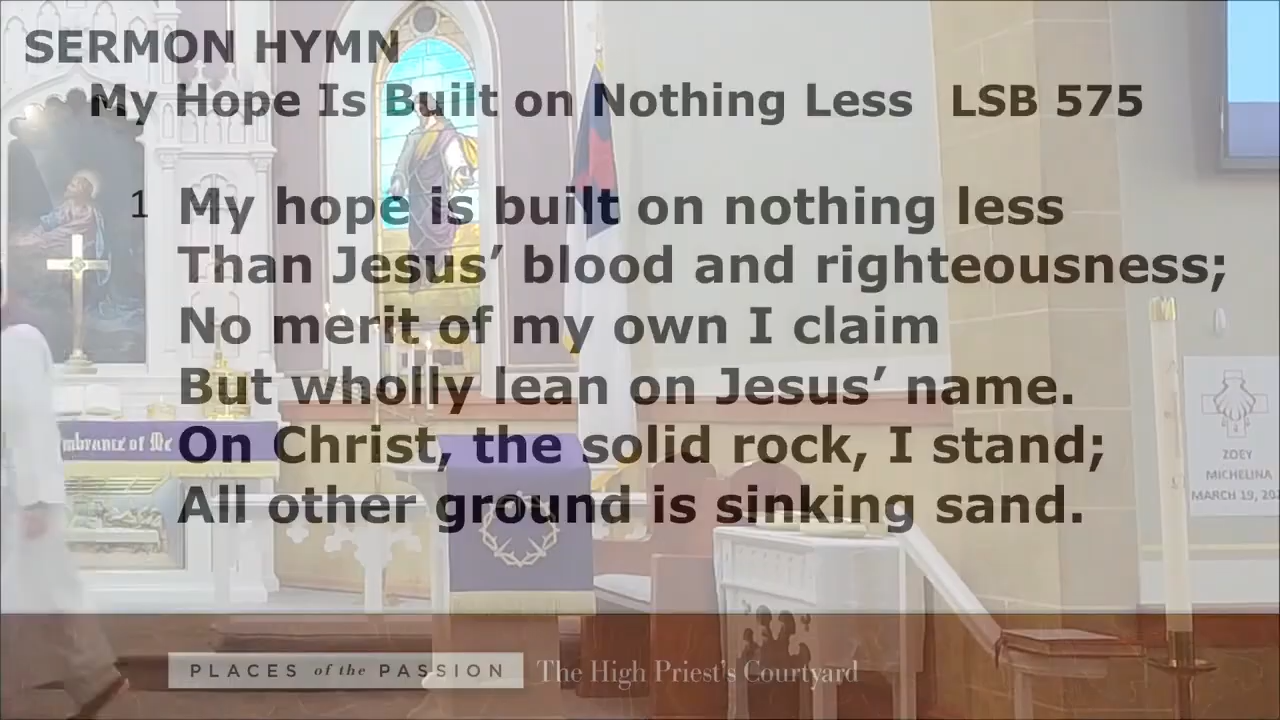 SERMON HYMN
My Hope Is Built on Nothing Less LSB 575
1 My hope is built on nothing less
Than Jesus’ blood and righteousness;
No merit of my own I claim
But wholly lean on Jesus’ name.
On Christ, the solid rock, I stand;
All other ground is sinking sand.
of Me
ZOEY
MICHELINA
MARCH 19,
PLACES of the PASSION The High Priest's Courtyard